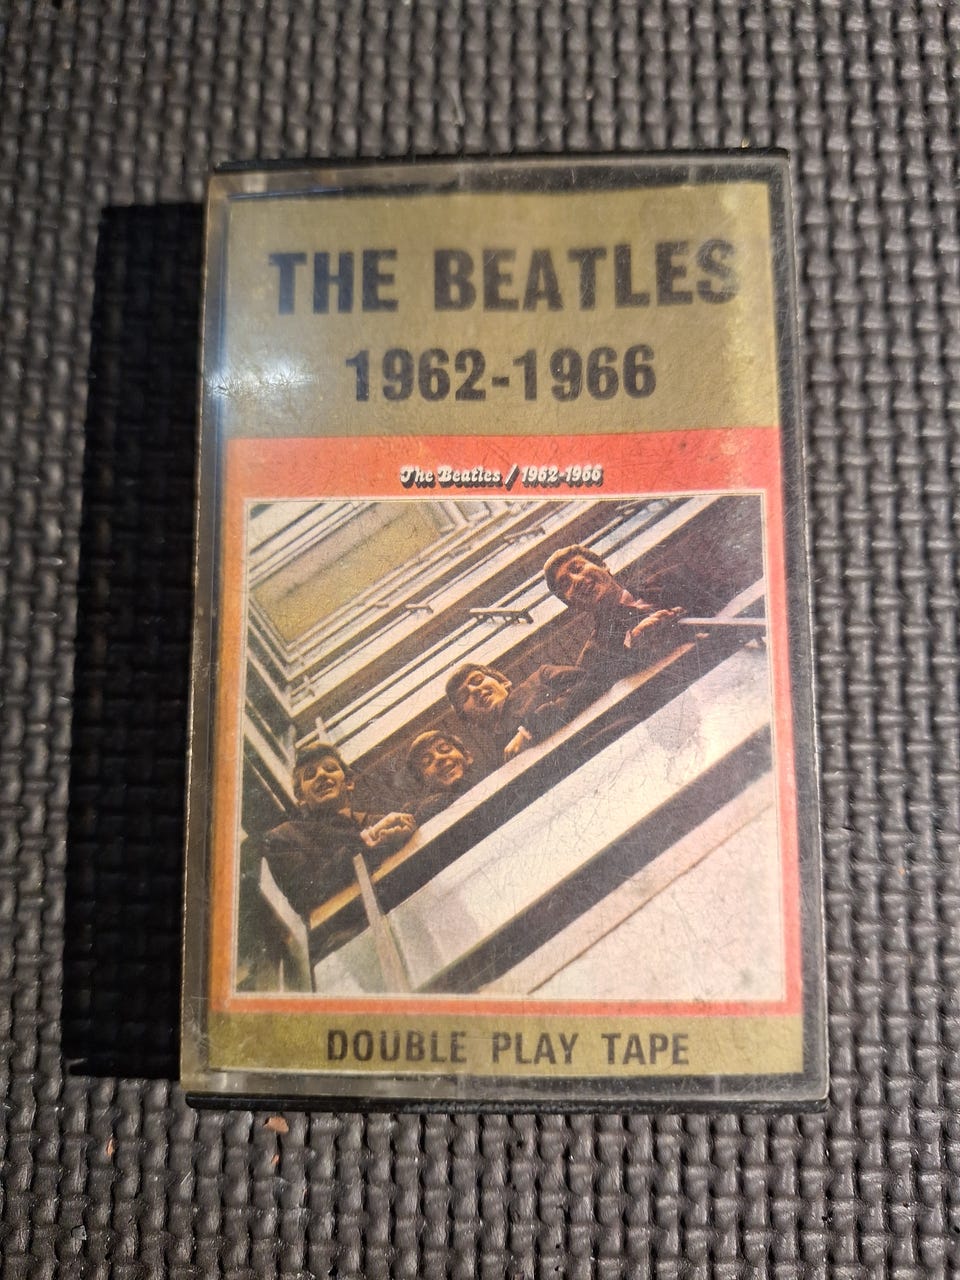 THE BEATLES
1962-1966
The Beatles / 1962-1966
DOUBLE PLAY TAPE